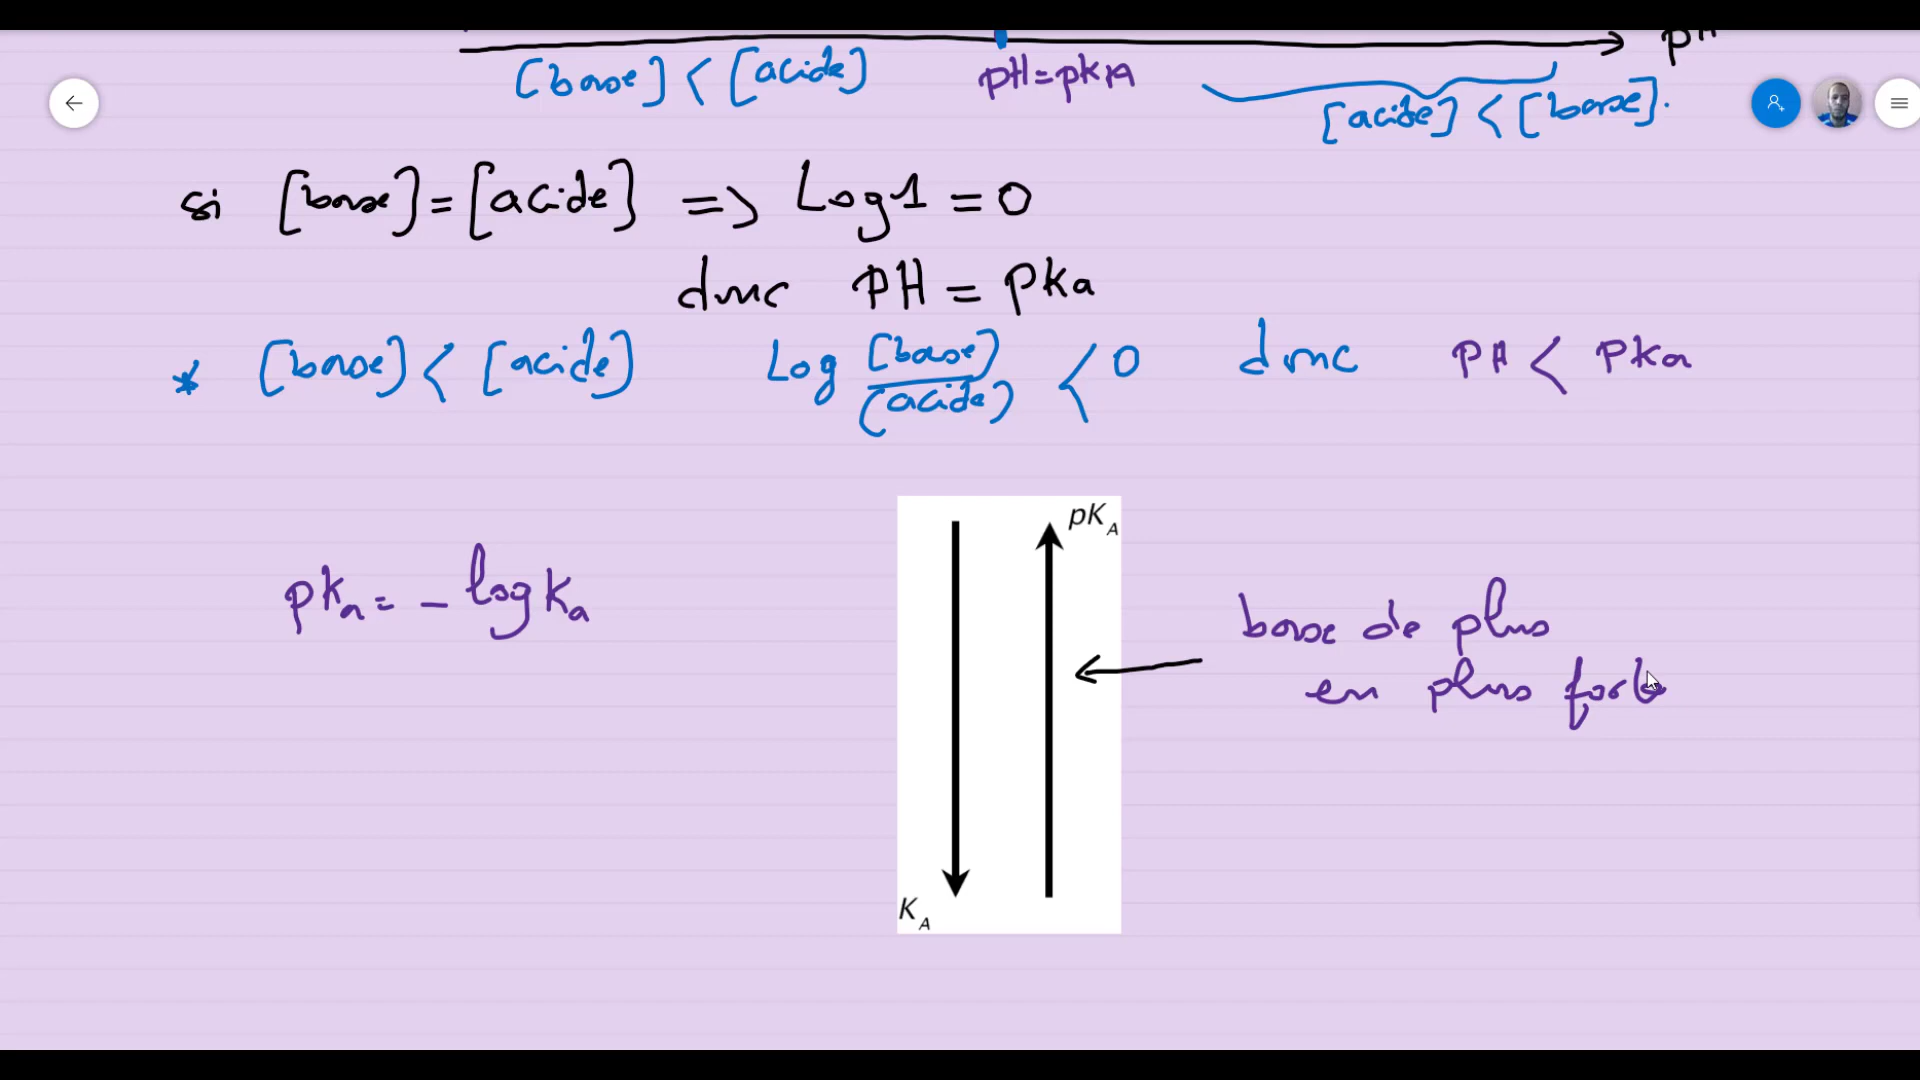 pH
[base] < [acide] pH = pKA
[acide] < [base].
si [base] = [acide] => Log 1 = 0
donc PH = pKa
* [base] < [acide] Log [base]/(acide) < 0 donc PH < pKa
pKA
pKa = - log Ka
base de plus
en plus forte
KA